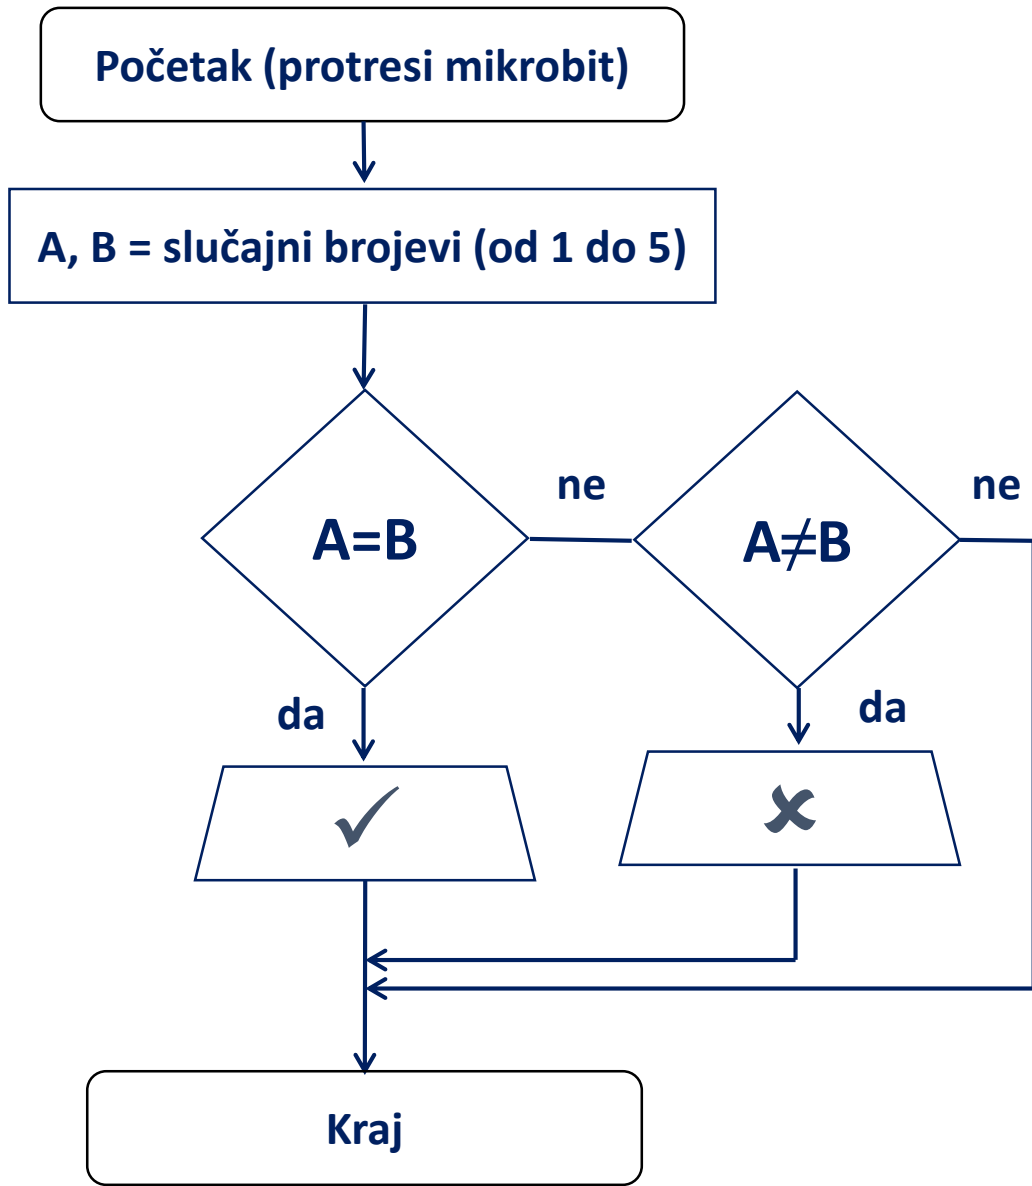 Početak (protresi mikrobit)
A, B = slučajni brojevi (od 1 do 5)
ne
ne
A=B
A≠B
da
da
✓
✘
Kraj